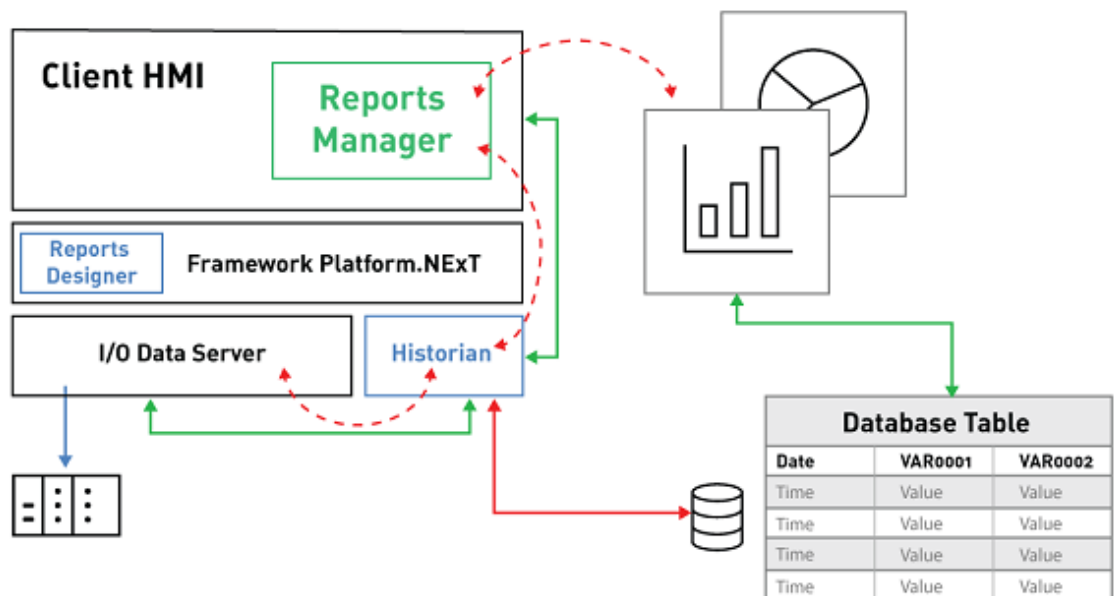 Client HMI
Reports
Manager
Reports
Designer
Framework Platform.NExT
I/O Data Server
Historian
Database Table
Date VAR0001 VAR0002
Time Value Value
Time Value Value
Time Value Value
Time Value Value